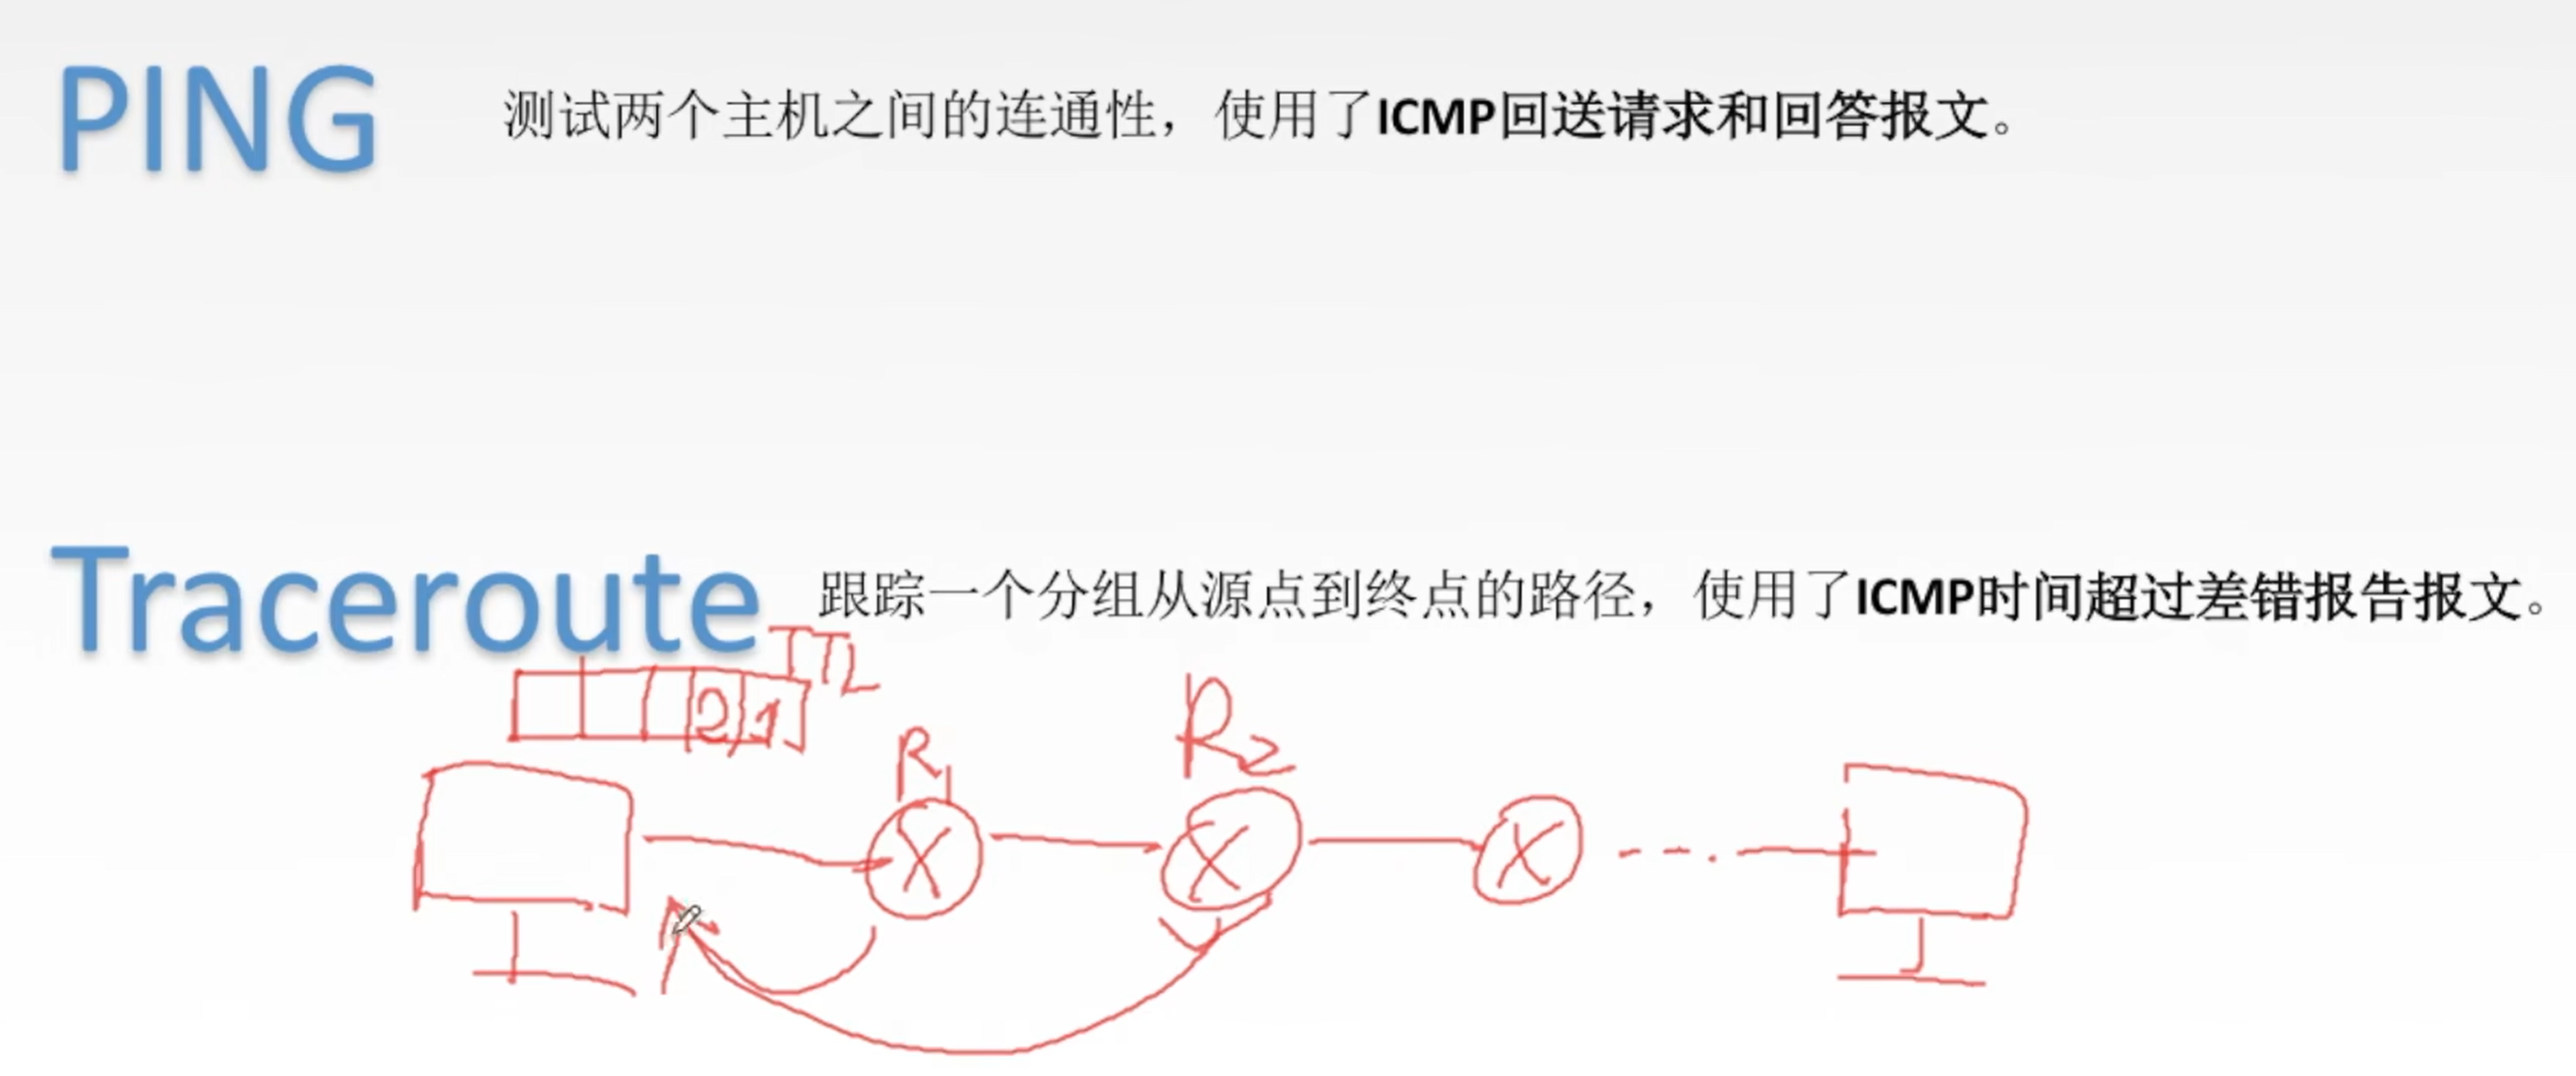 PING 测试两个主机之间的连通性，使用了ICMP回送请求和回答报文。
Traceroute 跟踪一个分组从源点到终点的路径，使用了ICMP时间超过差错报告报文。
TTL
2 1
R1
R2